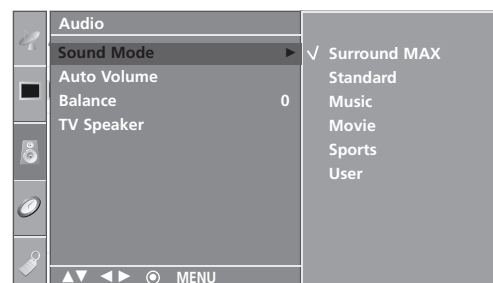 Audio
Sound Mode ► √ Surround MAX
Auto Volume Standard
Balance 0 Music
TV Speaker Movie
Sports
User
▲▼ ◄► MENU